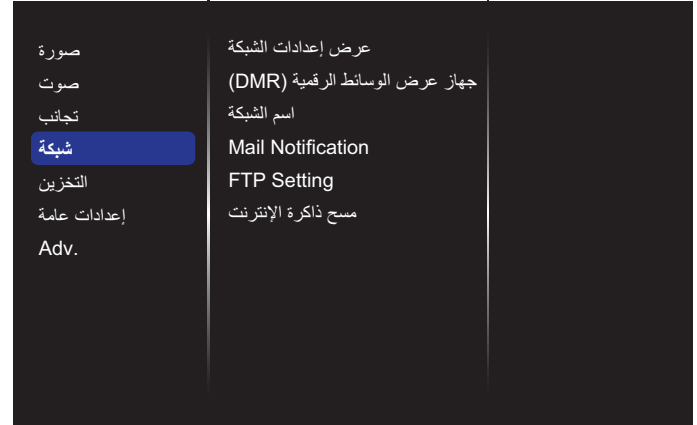 صورة
صوت
تجانب
شبكة
التخزين
إعدادات عامة
Adv.
عرض إعدادات الشبكة
جهاز عرض الوسائط الرقمية (DMR)
اسم الشبكة
Mail Notification
FTP Setting
مسح ذاكرة الإنترنت